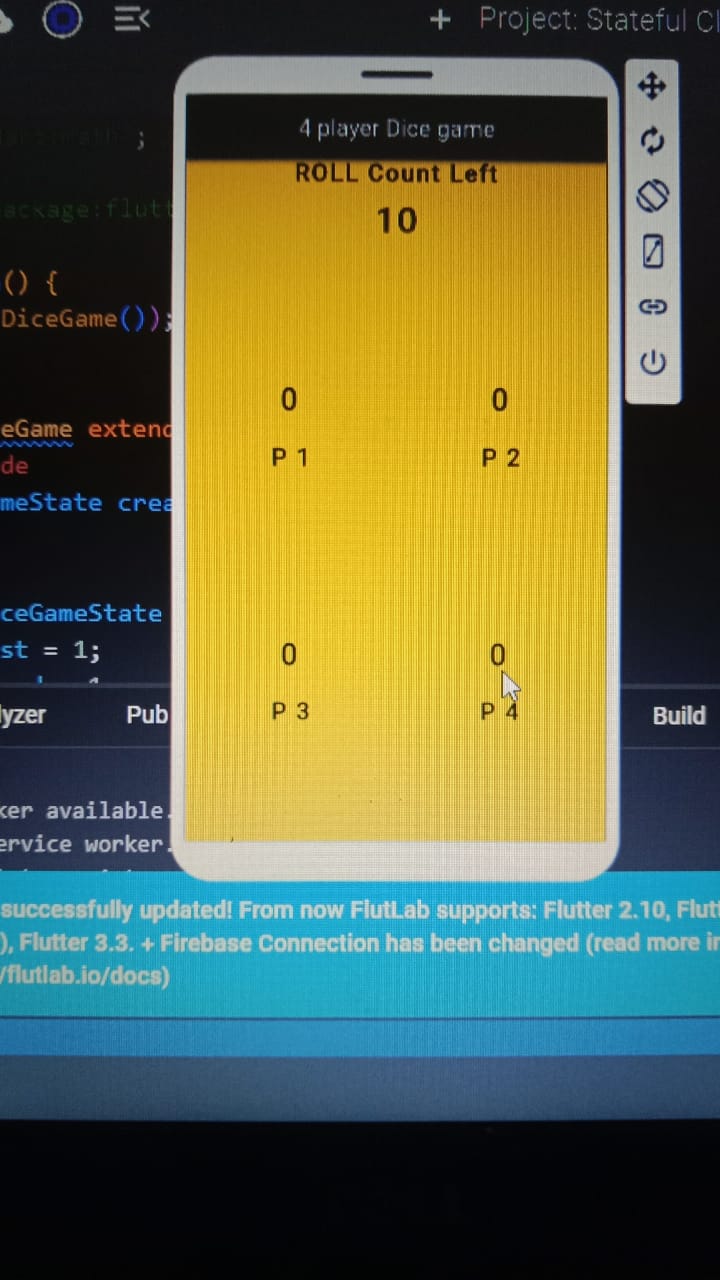 + Project: Stateful Cl
4 player Dice game
ROLL Count Left
10
0 0
P 1 P 2
0 0
P 3 P 4
;
ackage:flutt
() {
DiceGame());
eGame extend
de
meState crea
ceGameState
st = 1;
lyzer Pub Build
ker available.
ervice worker.
successfully updated! From now FlutLab supports: Flutter 2.10, Flutt
), Flutter 3.3. + Firebase Connection has been changed (read more in
/flutlab.io/docs)